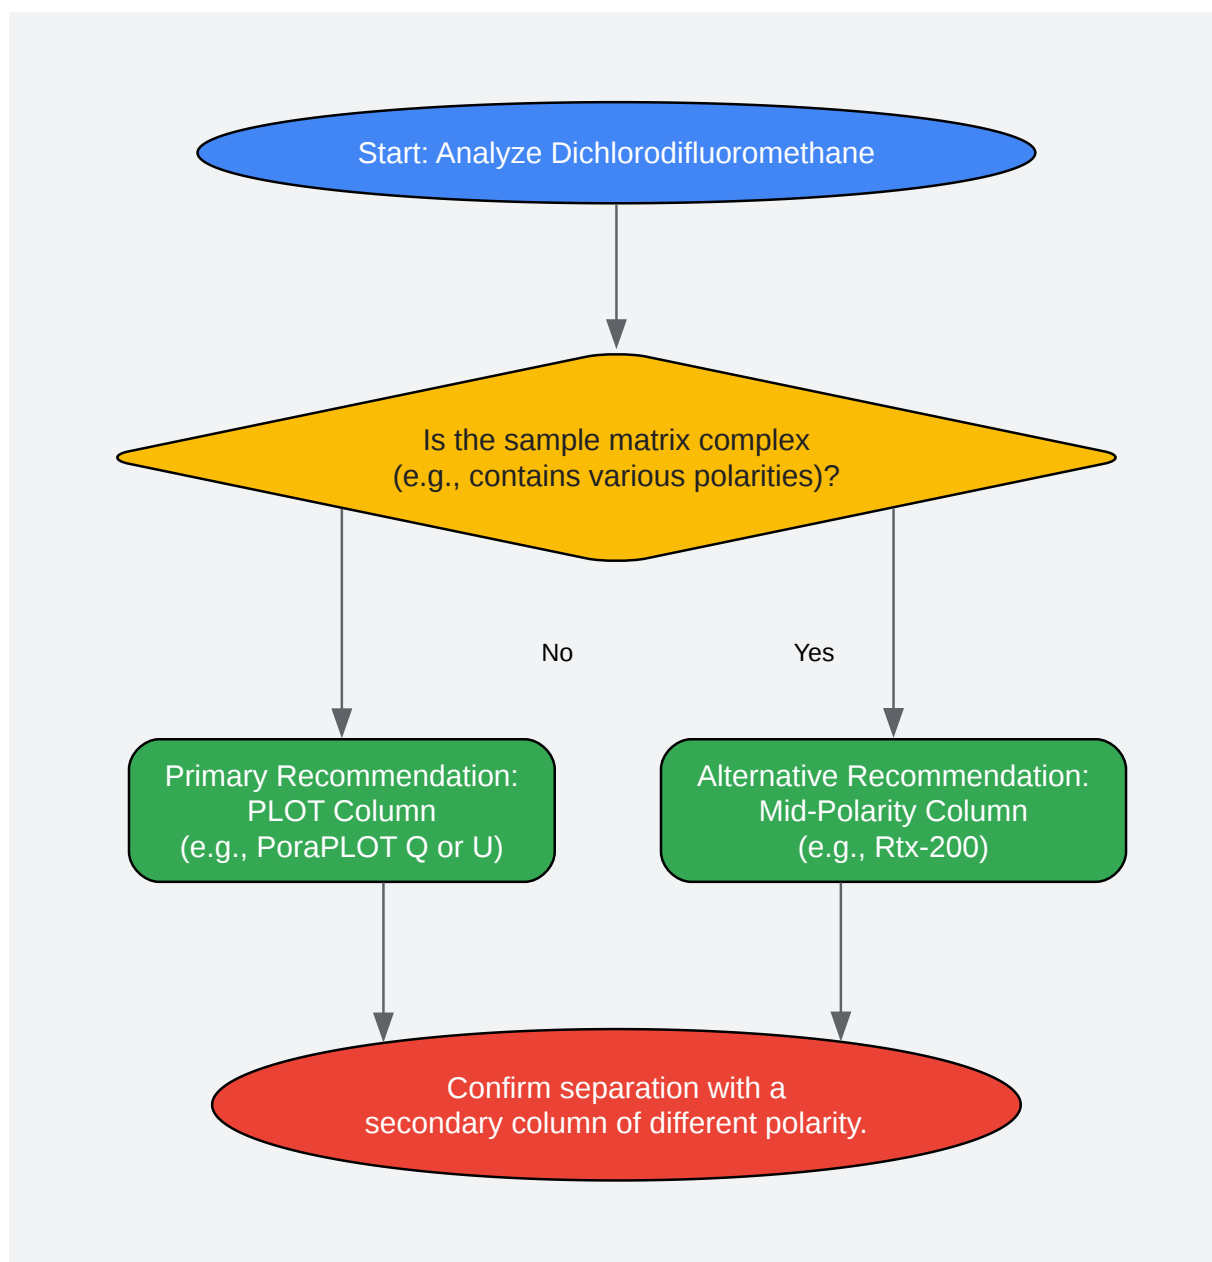 Start: Analyze Dichlorodifluoromethane
Is the sample matrix complex
(e.g., contains various polarities)?
No
Yes
Primary Recommendation:
PLOT Column
(e.g., PoraPLOT Q or U)
Alternative Recommendation:
Mid-Polarity Column
(e.g., Rtx-200)
Confirm separation with a
secondary column of different polarity.